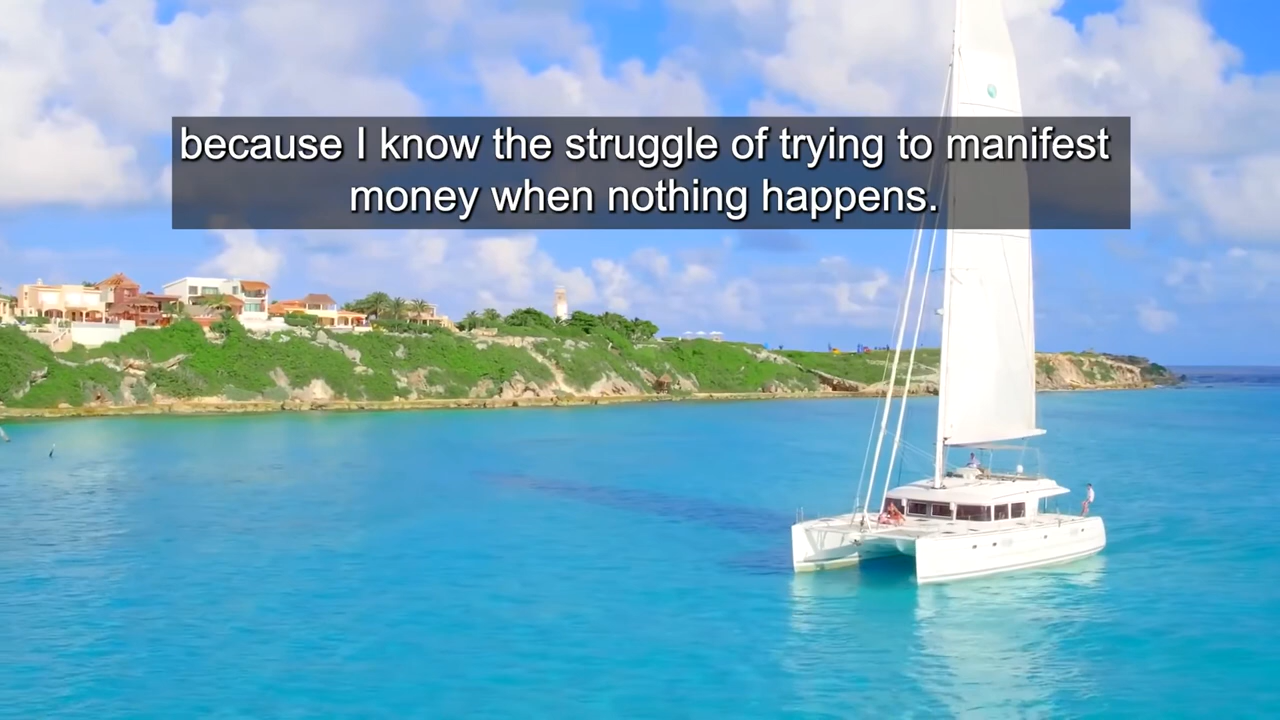 because I know the struggle of trying to manifest
money when nothing happens.